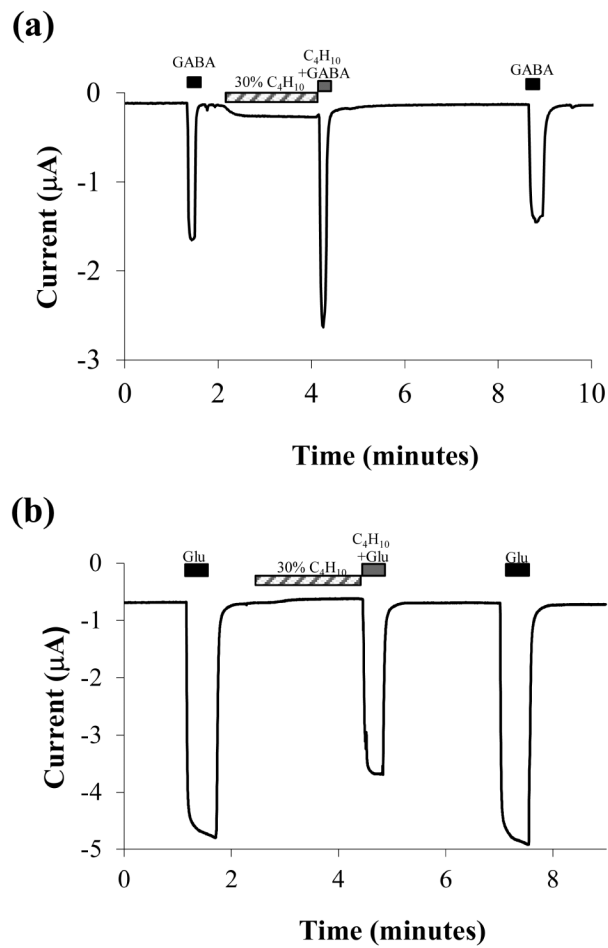 (a)
GABA
30% C₄H₁₀
C₄H₁₀
+GABA
GABA
0
-1
-2
-3
Current (µA)
0 2 4 6 8 10
Time (minutes)
(b)
Glu
30% C₄H₁₀
C₄H₁₀
+Glu
Glu
0
-1
-2
-3
-4
-5
Current (µA)
0 2 4 6 8
Time (minutes)